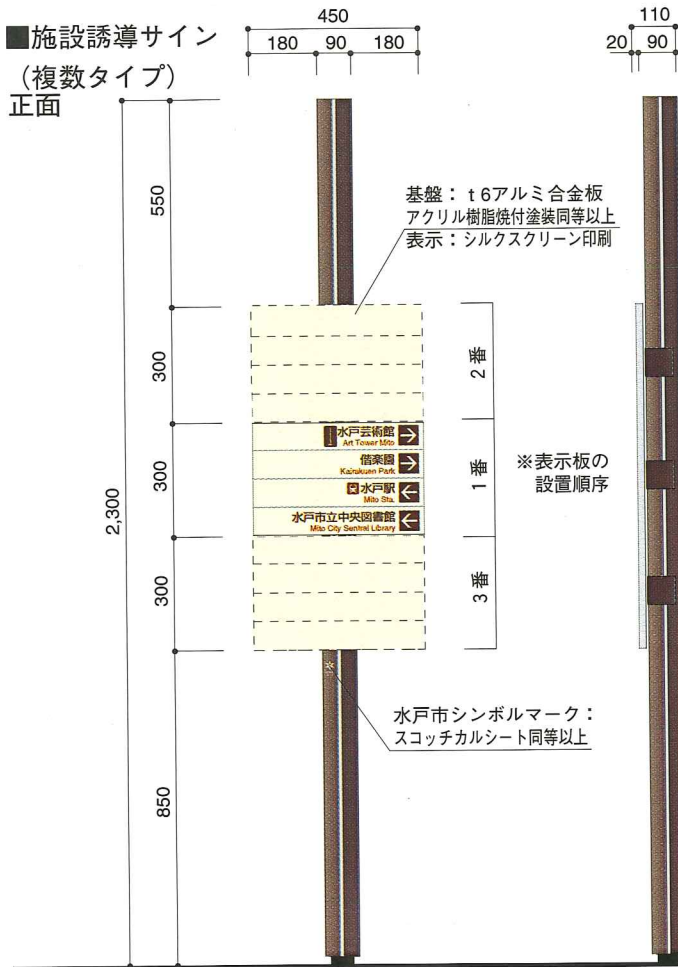 ■施設誘導サイン
（複数タイプ）
正面
450
180 90 180
110
20 90
2,300
550
300
300
300
850
基盤：ｔ6アルミ合金板
アクリル樹脂焼付塗装同等以上
表示：シルクスクリーン印刷
2番
1番
3番
※表示板の
設置順序
水戸芸術館
Art Tower Mito
偕楽園
Kairakuen Park
水戸駅
Mito Sta.
水戸市立中央図書館
Mito City Sentral Library
水戸市シンボルマーク：
スコッチカルシート同等以上